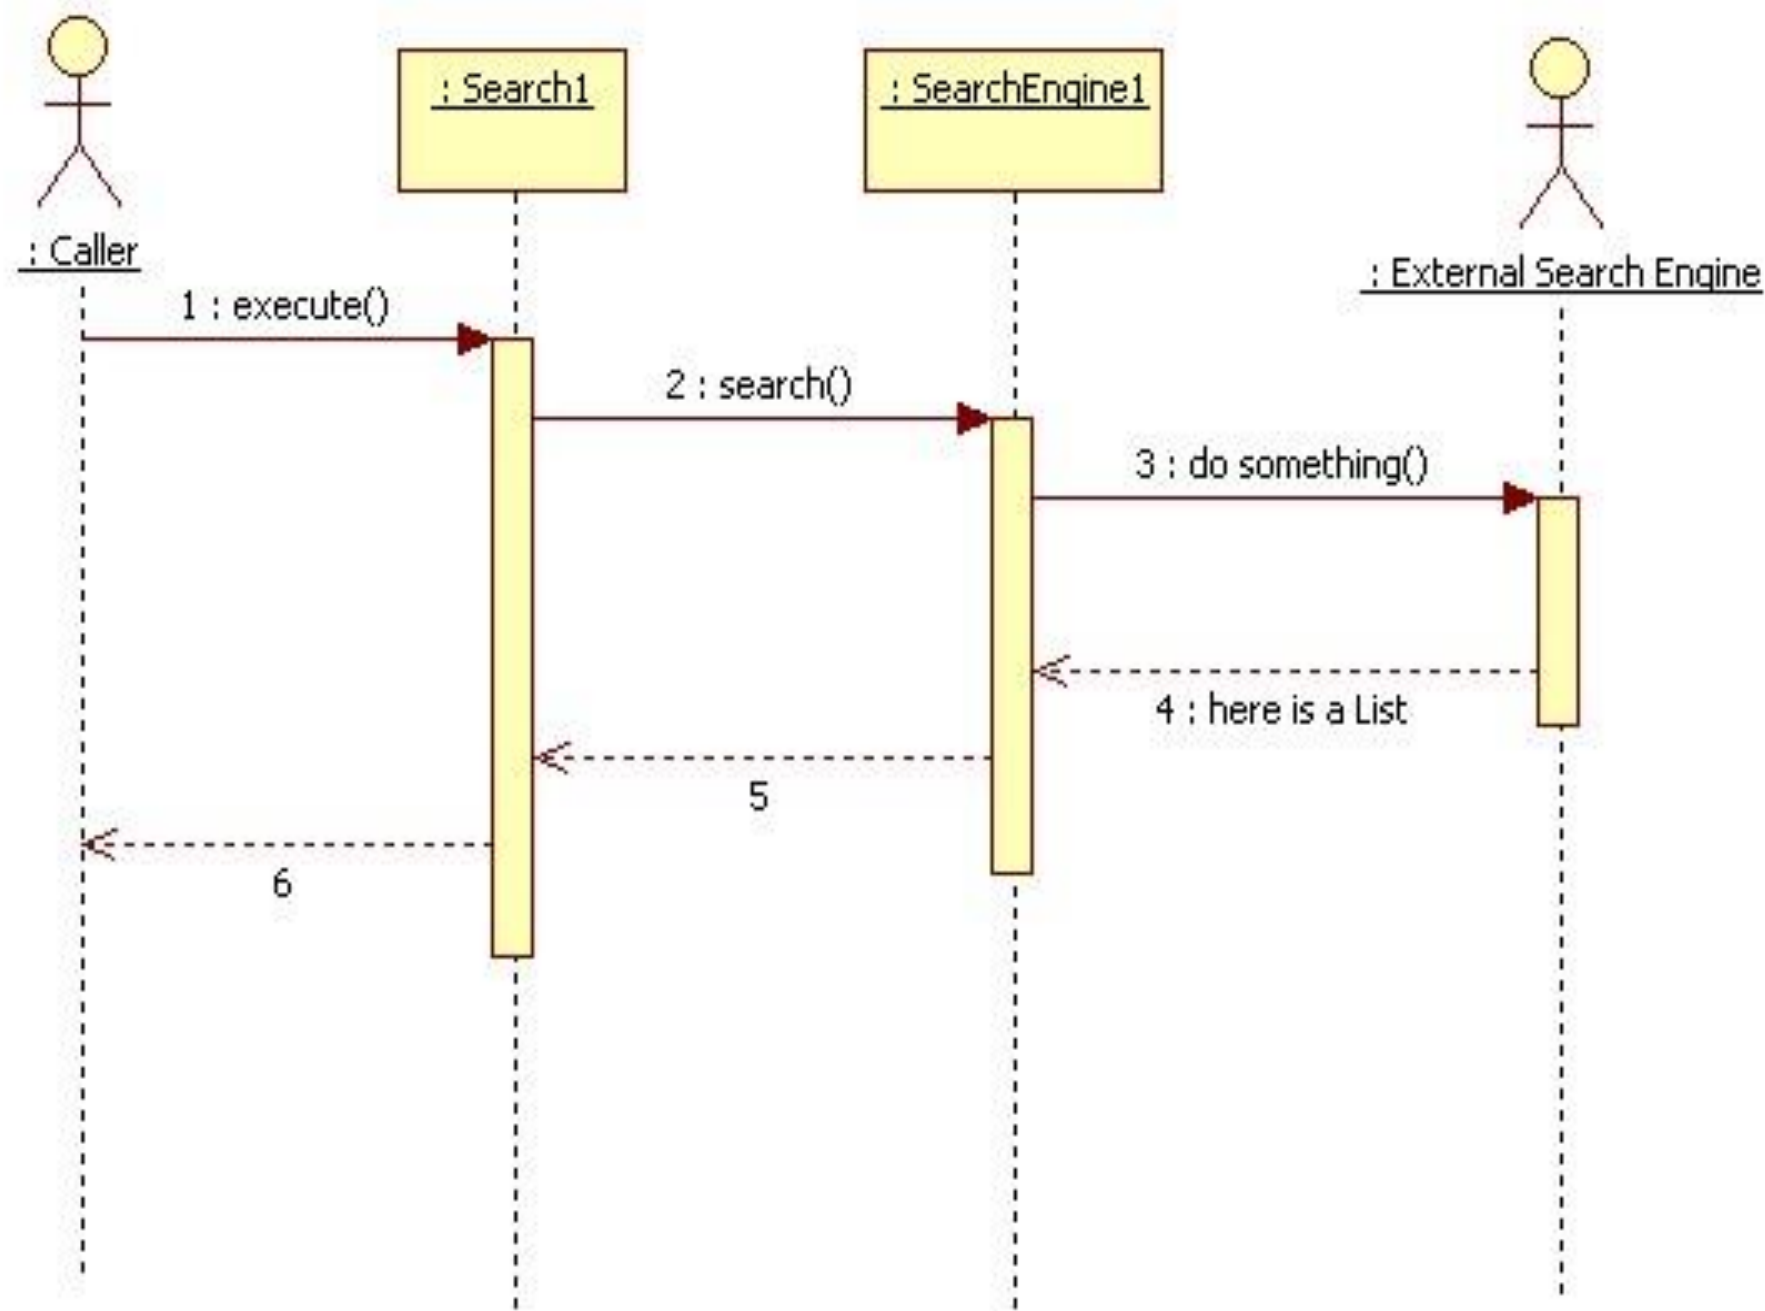 : Search1
: SearchEngine1
: Caller
: External Search Engine
1 : execute()
2 : search()
3 : do something()
4 : here is a List
5
6